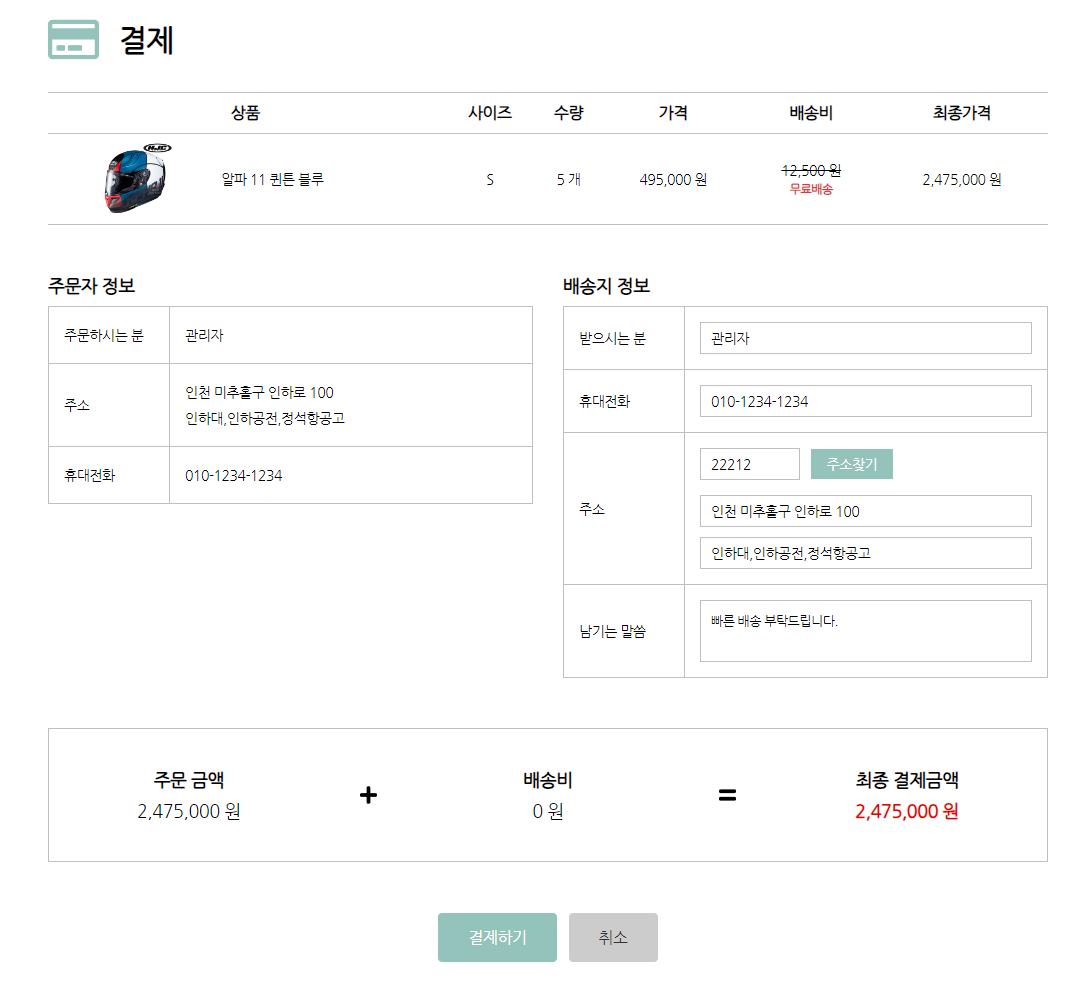 결제
상품 사이즈 수량 가격 배송비 최종가격
HJC
알파 11 퀸튼 블루 S 5 개 495,000 원 12,500 원 2,475,000 원
무료배송
주문자 정보
주문하시는 분 관리자
주소 인천 미추홀구 인하로 100
인하대,인하공전,정석항공고
휴대전화 010-1234-1234
배송지 정보
받으시는 분 관리자
휴대전화 010-1234-1234
주소 22212 주소찾기
인천 미추홀구 인하로 100
인하대,인하공전,정석항공고
남기는 말씀 빠른 배송 부탁드립니다.
주문 금액 + 배송비 = 최종 결제금액
2,475,000 원 0 원 2,475,000 원
결제하기 취소